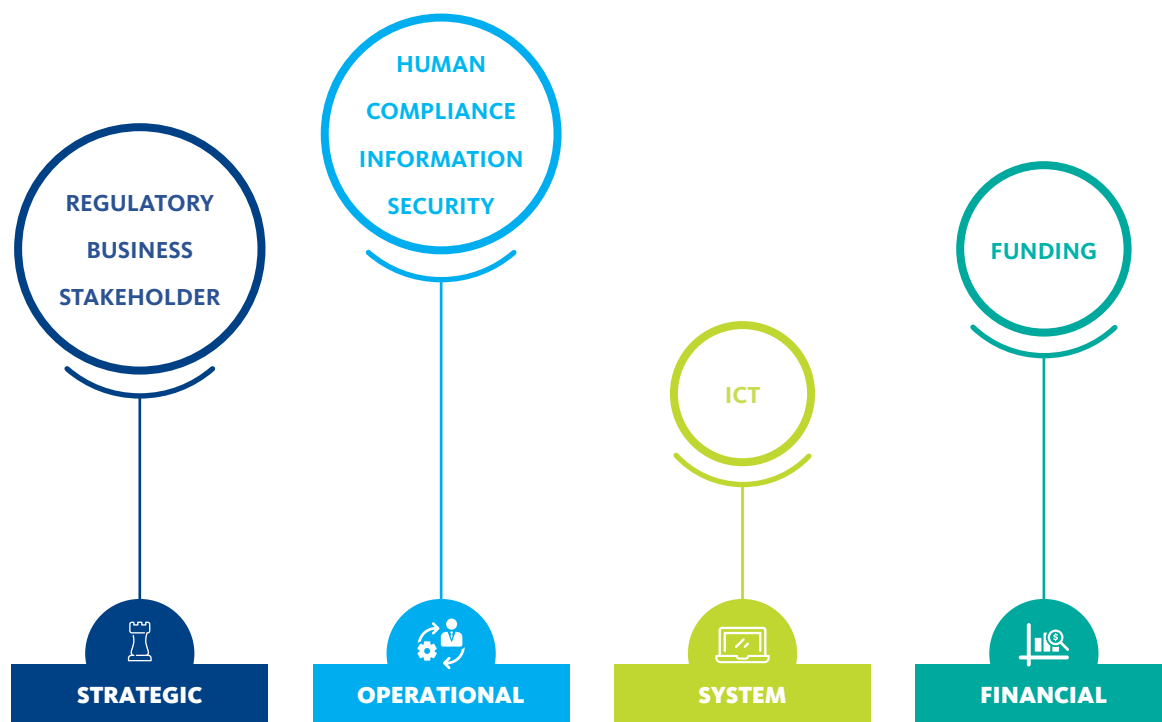 REGULATORY
BUSINESS
STAKEHOLDER
STRATEGIC
HUMAN
COMPLIANCE
INFORMATION
SECURITY
OPERATIONAL
ICT
SYSTEM
FUNDING
$
FINANCIAL